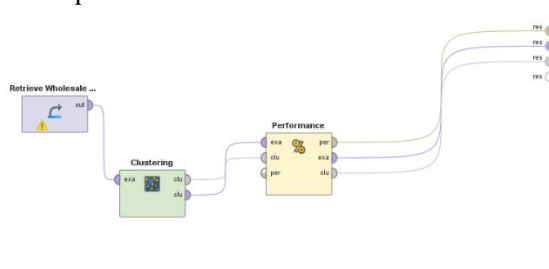 Retrieve Wholesale ...
out
Clustering
exa
clu
clu
Performance
exa
clu
per
per
exa
clu
res
res
res
res